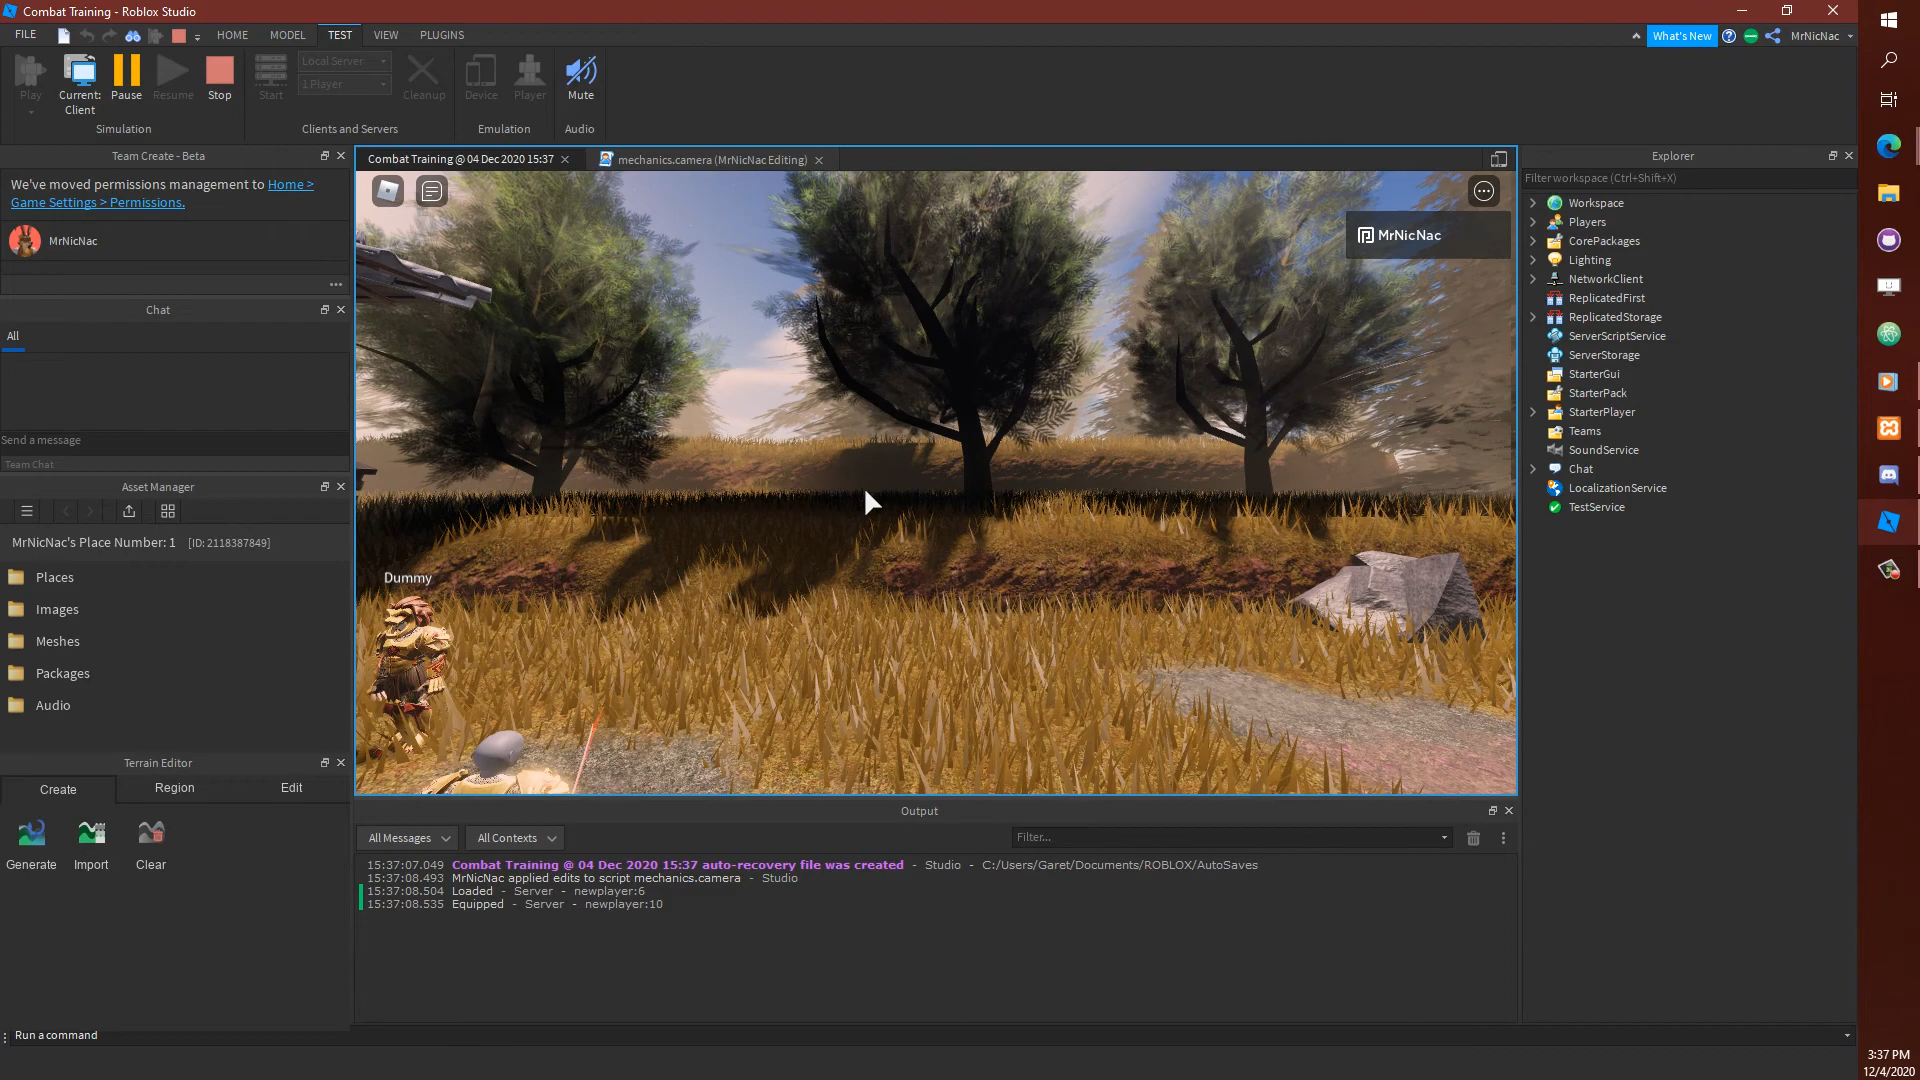 Combat Training - Roblox Studio
FILE
HOME
MODEL
TEST
VIEW
PLUGINS
What's New
MrNicNac
Play
Current:
Client
Pause
Resume
Stop
Simulation
Start
Local Server
1 Player
Cleanup
Clients and Servers
Device
Player
Emulation
Mute
Audio
Team Create - Beta
We've moved permissions management to Home >
Game Settings > Permissions.
MrNicNac
Chat
All
Send a message
Team Chat
Asset Manager
MrNicNac's Place Number: 1 [ID: 2118387849]
Places
Images
Meshes
Packages
Audio
Terrain Editor
Create
Region
Edit
Generate
Import
Clear
Combat Training @ 04 Dec 2020 15:37
mechanics.camera (MrNicNac Editing)
MrNicNac
Dummy
Output
All Messages
All Contexts
Filter...
15:37:07.049 Combat Training @ 04 Dec 2020 15:37 auto-recovery file was created - Studio - C:/Users/Garet/Documents/ROBLOX/AutoSaves
15:37:08.493 MrNicNac applied edits to script mechanics.camera - Studio
15:37:08.504 Loaded - Server - newplayer:6
15:37:08.535 Equipped - Server - newplayer:10
Explorer
Filter workspace (Ctrl+Shift+X)
Workspace
Players
CorePackages
Lighting
NetworkClient
ReplicatedFirst
ReplicatedStorage
ServerScriptService
ServerStorage
StarterGui
StarterPack
StarterPlayer
Teams
SoundService
Chat
LocalizationService
TestService
Run a command
3:37 PM
12/4/2020